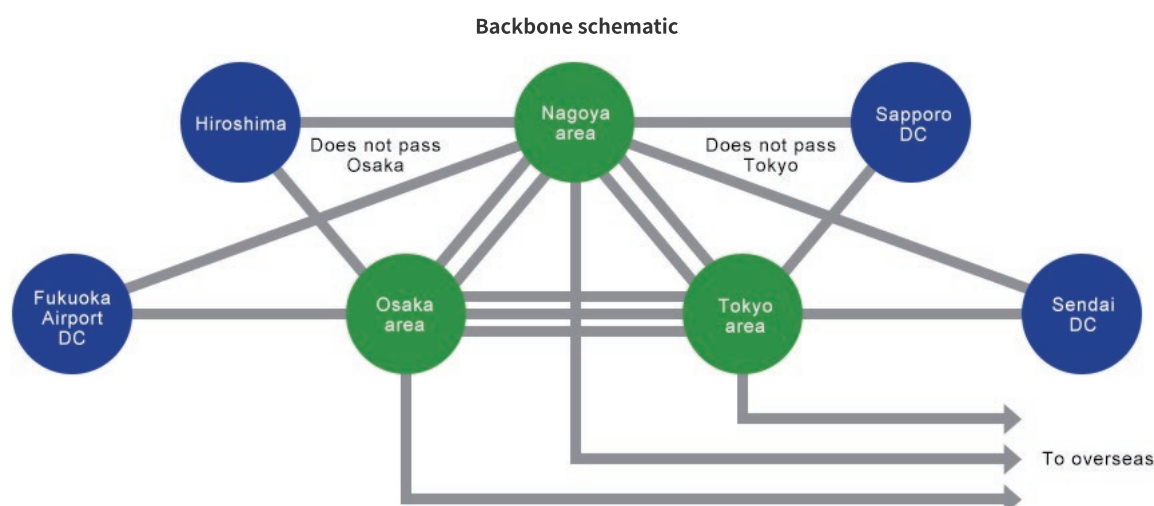 Backbone schematic
Hiroshima
Nagoya
area
Sapporo
DC
Does not pass
Osaka
Does not pass
Tokyo
Fukuoka
Airport
DC
Osaka
area
Tokyo
area
Sendai
DC
To overseas